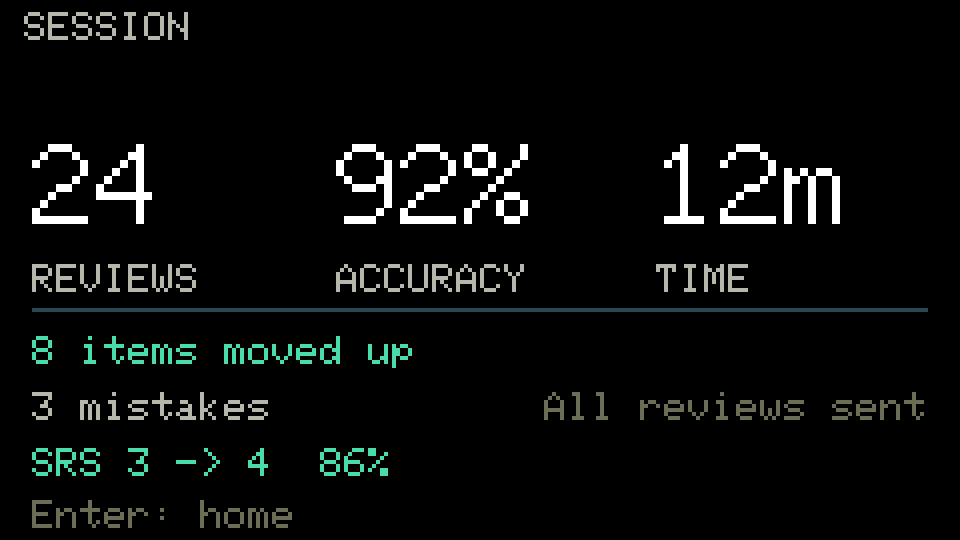 SESSION
24 92% 12m
REVIEWS ACCURACY TIME
8 items moved up
3 mistakes All reviews sent
SRS 3 -> 4 86%
Enter: home